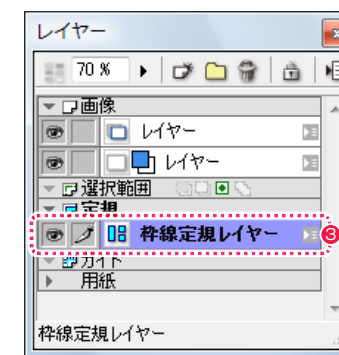 レイヤー
70 %
画像
レイヤー
レイヤー
選択範囲
定規
枠線定規レイヤー
3
ガイド
用紙
枠線定規レイヤー